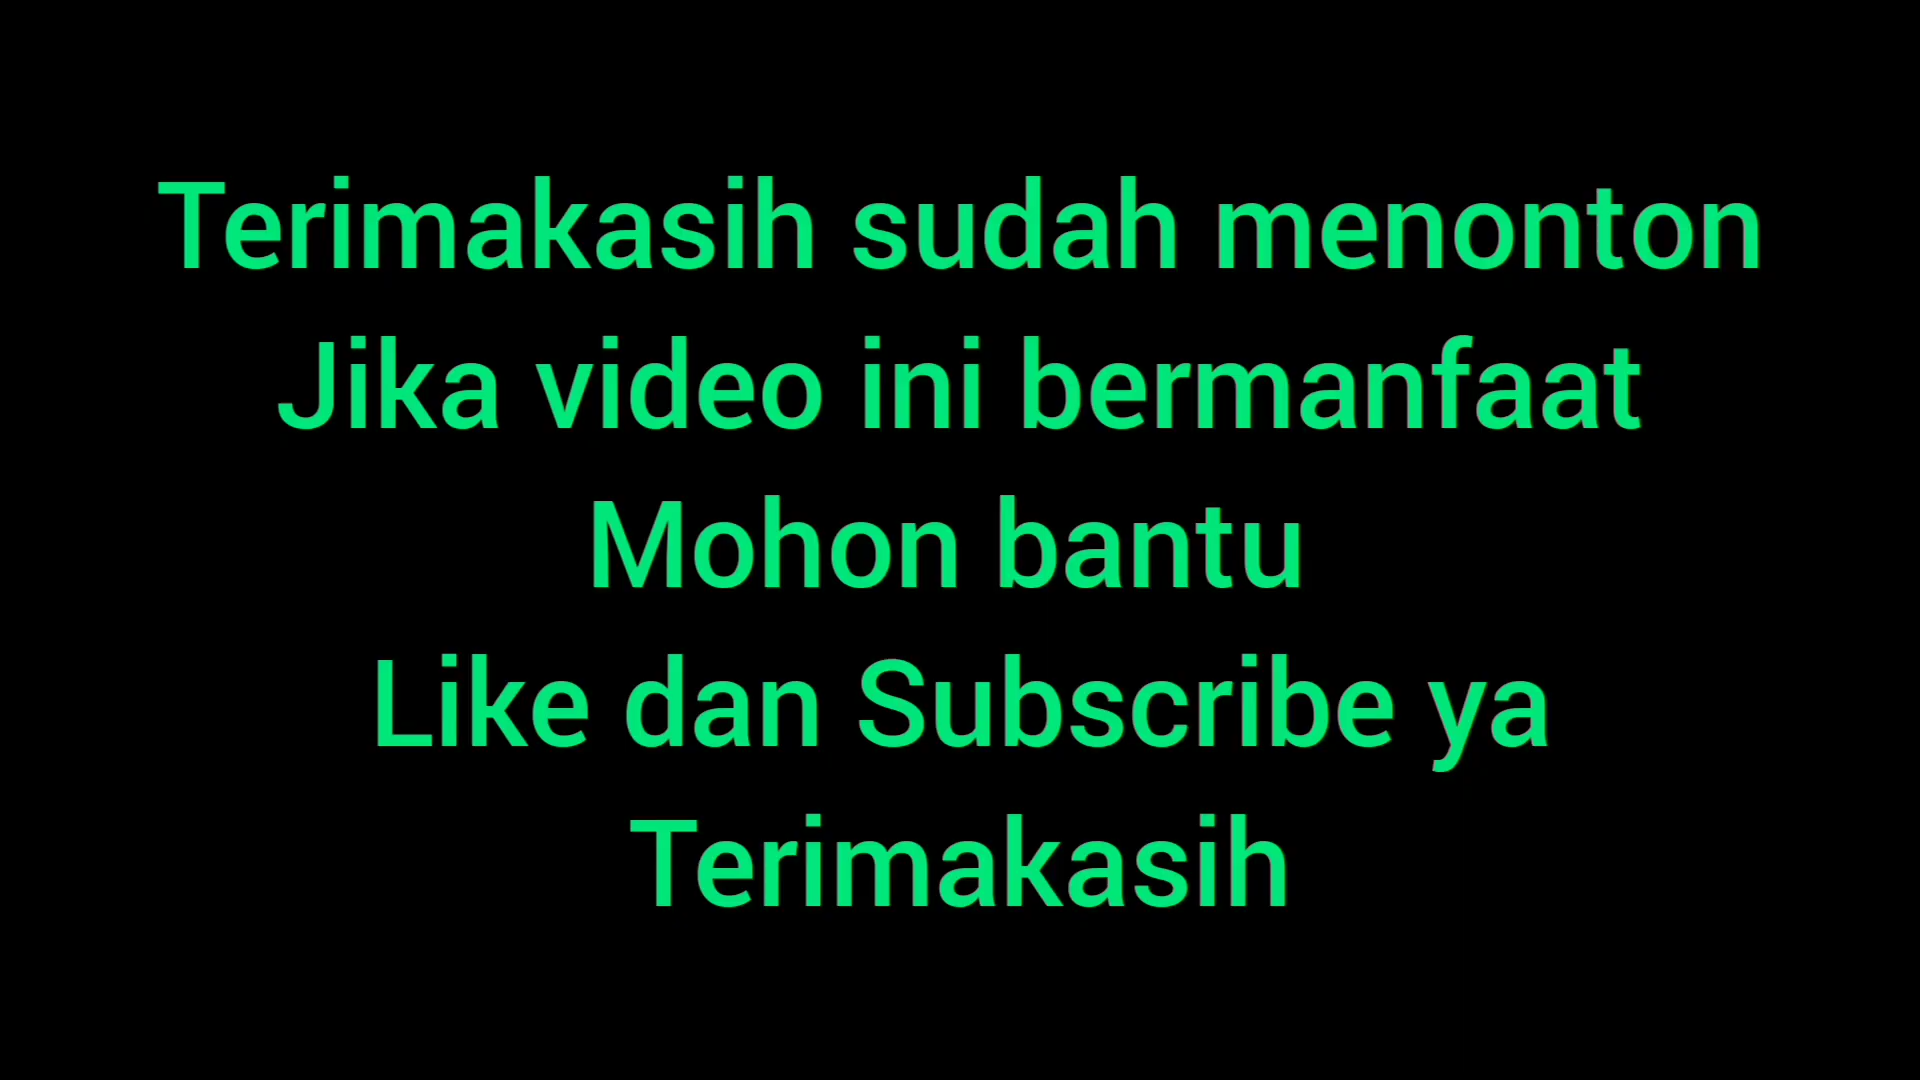 Terimakasih sudah menonton
Jika video ini bermanfaat
Mohon bantu
Like dan Subscribe ya
Terimakasih